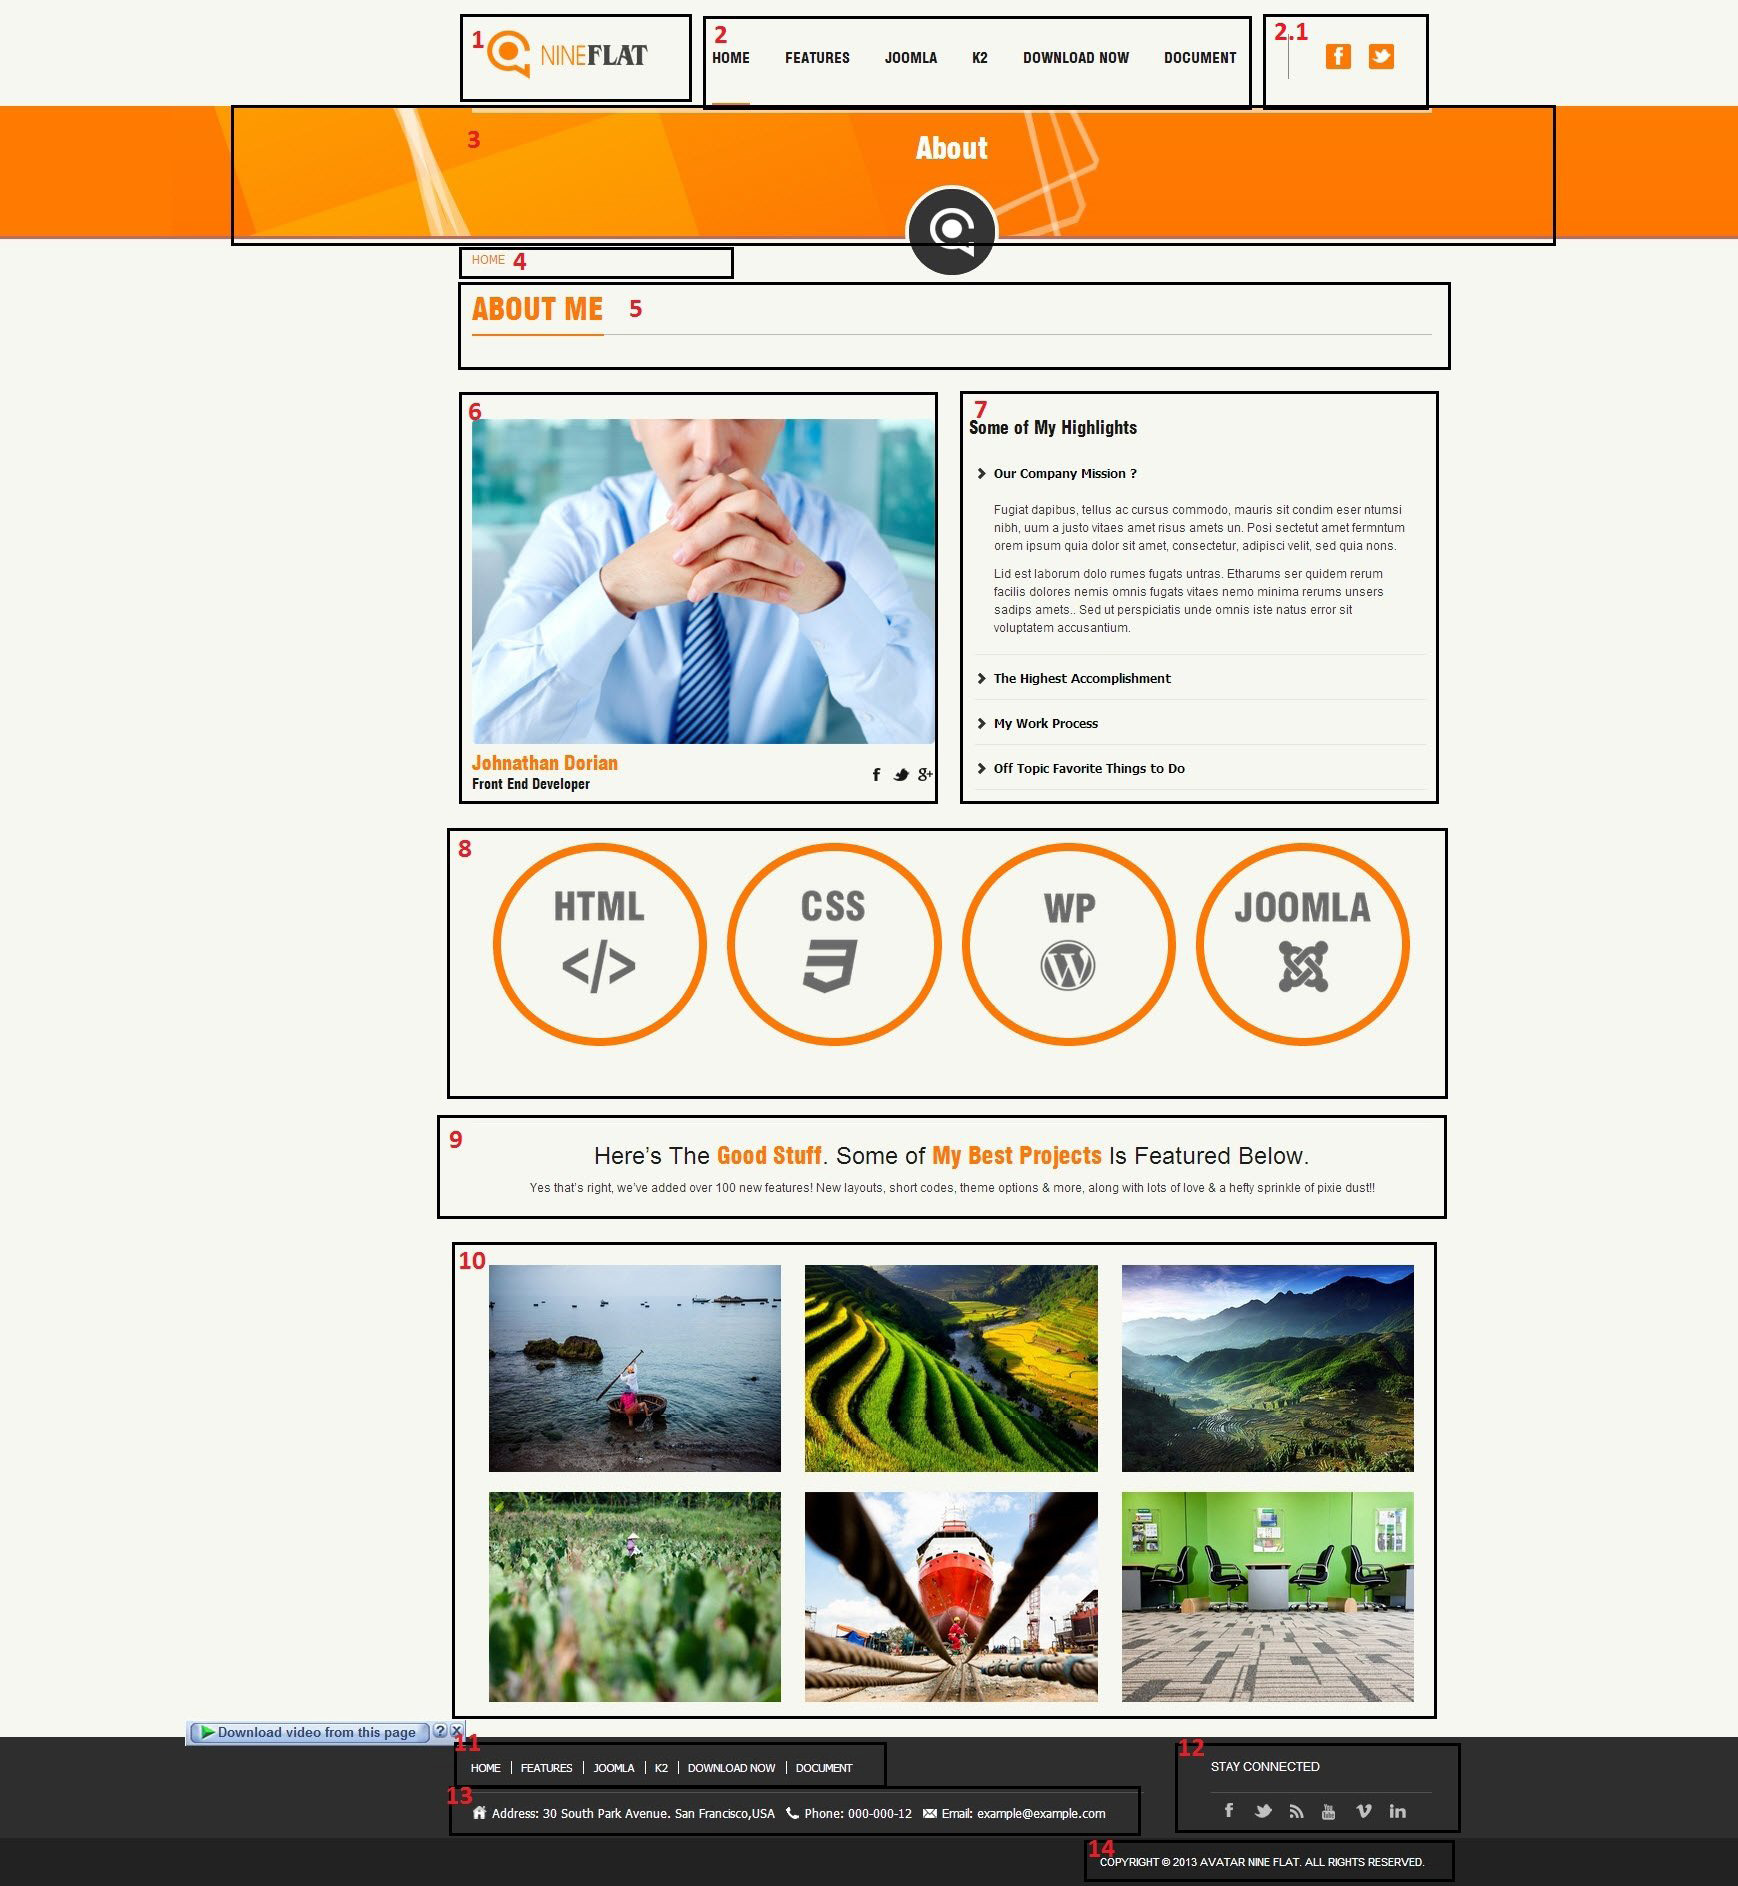 1
NINEFLAT
2
HOME FEATURES JOOMLA K2 DOWNLOAD NOW DOCUMENT
2.1
3
About
HOME 4
ABOUT ME 5
6
Johnathan Dorian
Front End Developer
7
Some of My Highlights
Our Company Mission ?
Fugiat dapibus, tellus ac cursus commodo, mauris sit condim eser ntumsi
nibh, uum a justo vitaes amet risus amets un. Posi sectetut amet fermntum
orem ipsum quia dolor sit amet, consectetur, adipisci velit, sed quia nons.
Lid est laborum dolo rumes fugats untras. Etharums ser quidem rerum
facilis dolores nemis omnis fugats vitaes nemo minima rerums unsers
sadips amets.. Sed ut perspiciatis unde omnis iste natus error sit
voluptatem accusantium.
The Highest Accomplishment
My Work Process
Off Topic Favorite Things to Do
8
HTML CSS WP JOOMLA
9
Here's The Good Stuff. Some of My Best Projects Is Featured Below.
Yes that's right, we've added over 100 new features! New layouts, short codes, theme options & more, along with lots of love & a hefty sprinkle of pixie dust!!
10
Download video from this page ? X
11
HOME FEATURES JOOMLA K2 DOWNLOAD NOW DOCUMENT
12
STAY CONNECTED
13
Address: 30 South Park Avenue. San Francisco,USA Phone: 000-000-12 Email: example@example.com
14
COPYRIGHT © 2013 AVATAR NINE FLAT. ALL RIGHTS RESERVED.